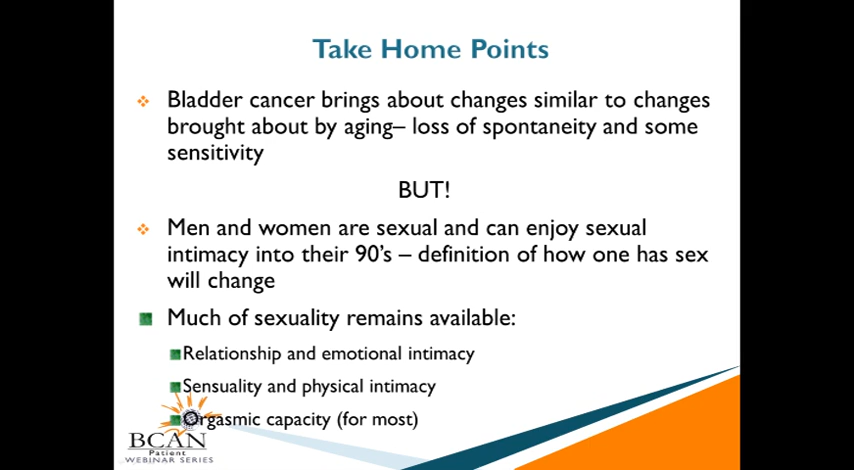 Take Home Points
Bladder cancer brings about changes similar to changes
brought about by aging– loss of spontaneity and some
sensitivity
BUT!
Men and women are sexual and can enjoy sexual
intimacy into their 90's – definition of how one has sex
will change
Much of sexuality remains available:
Relationship and emotional intimacy
Sensuality and physical intimacy
Orgasmic capacity (for most)
BCAN
Patient
WEBINAR SERIES